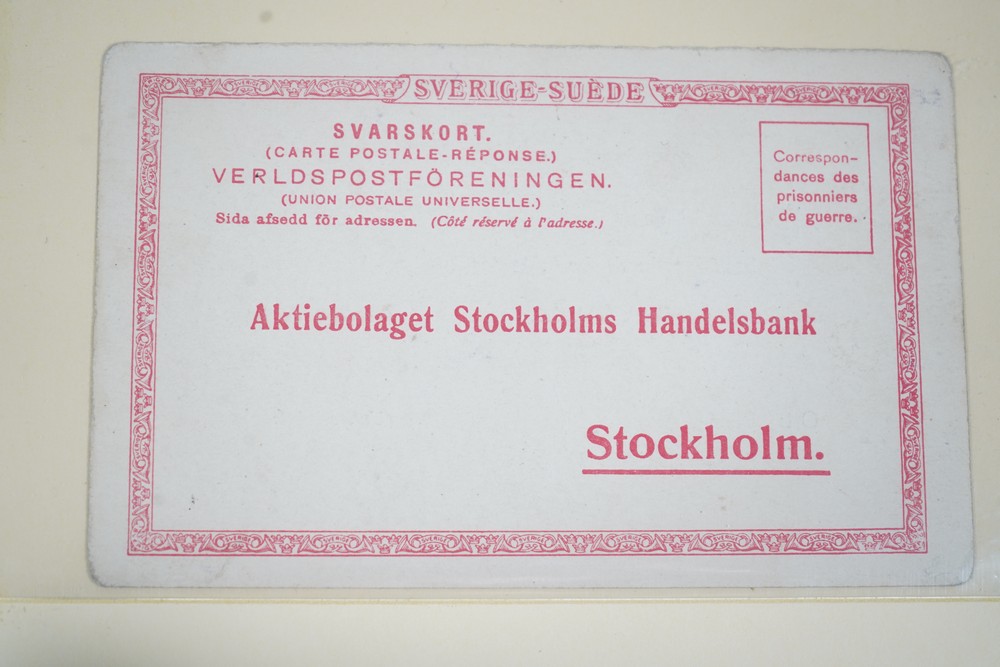 SVERIGE-SUÈDE
SVARSKORT.
(CARTE POSTALE-RÉPONSE.)
VERLDSPOSTFÖRENINGEN.
(UNION POSTALE UNIVERSELLE.)
Sida afsedd för adressen. (Côté réservé à l'adresse.)
Correspon-
dances des
prisonniers
de guerre.
Aktiebolaget Stockholms Handelsbank
Stockholm.